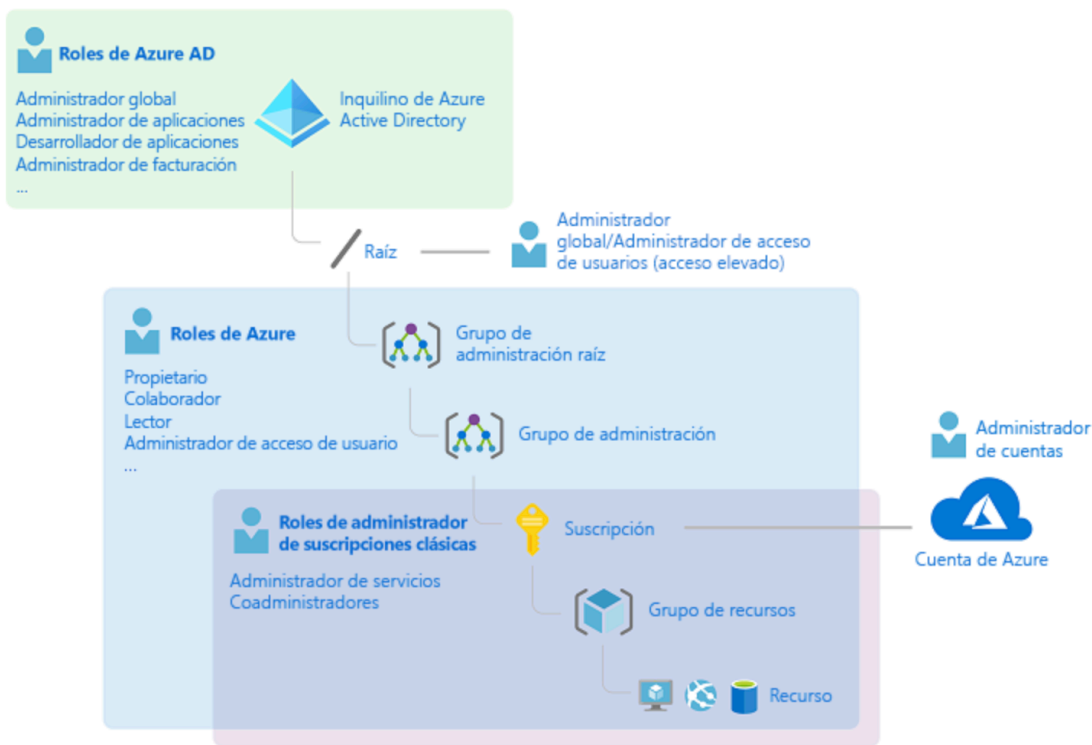 Roles de Azure AD
Administrador global
Administrador de aplicaciones
Desarrollador de aplicaciones
Administrador de facturación
...
Inquilino de Azure
Active Directory
Raíz
Administrador
global/Administrador de acceso
de usuarios (acceso elevado)
Roles de Azure
Propietario
Colaborador
Lector
Administrador de acceso de usuario
...
Grupo de
administración raíz
Grupo de administración
Administrador
de cuentas
Cuenta de Azure
Roles de administrador
de suscripciones clásicas
Administrador de servicios
Coadministradores
Suscripción
Grupo de recursos
Recurso